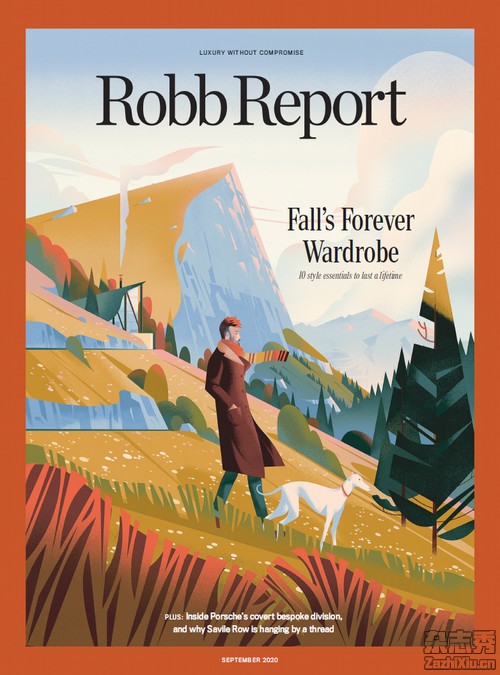 LUXURY WITHOUT COMPROMISE
Robb Report
Fall's Forever
Wardrobe
10 style essentials to last a lifetime
PLUS: Inside Porsche's covert bespoke division,
and why Savile Row is hanging by a thread
SEPTEMBER 2020
杂志秀
ZazhiXiu.cn